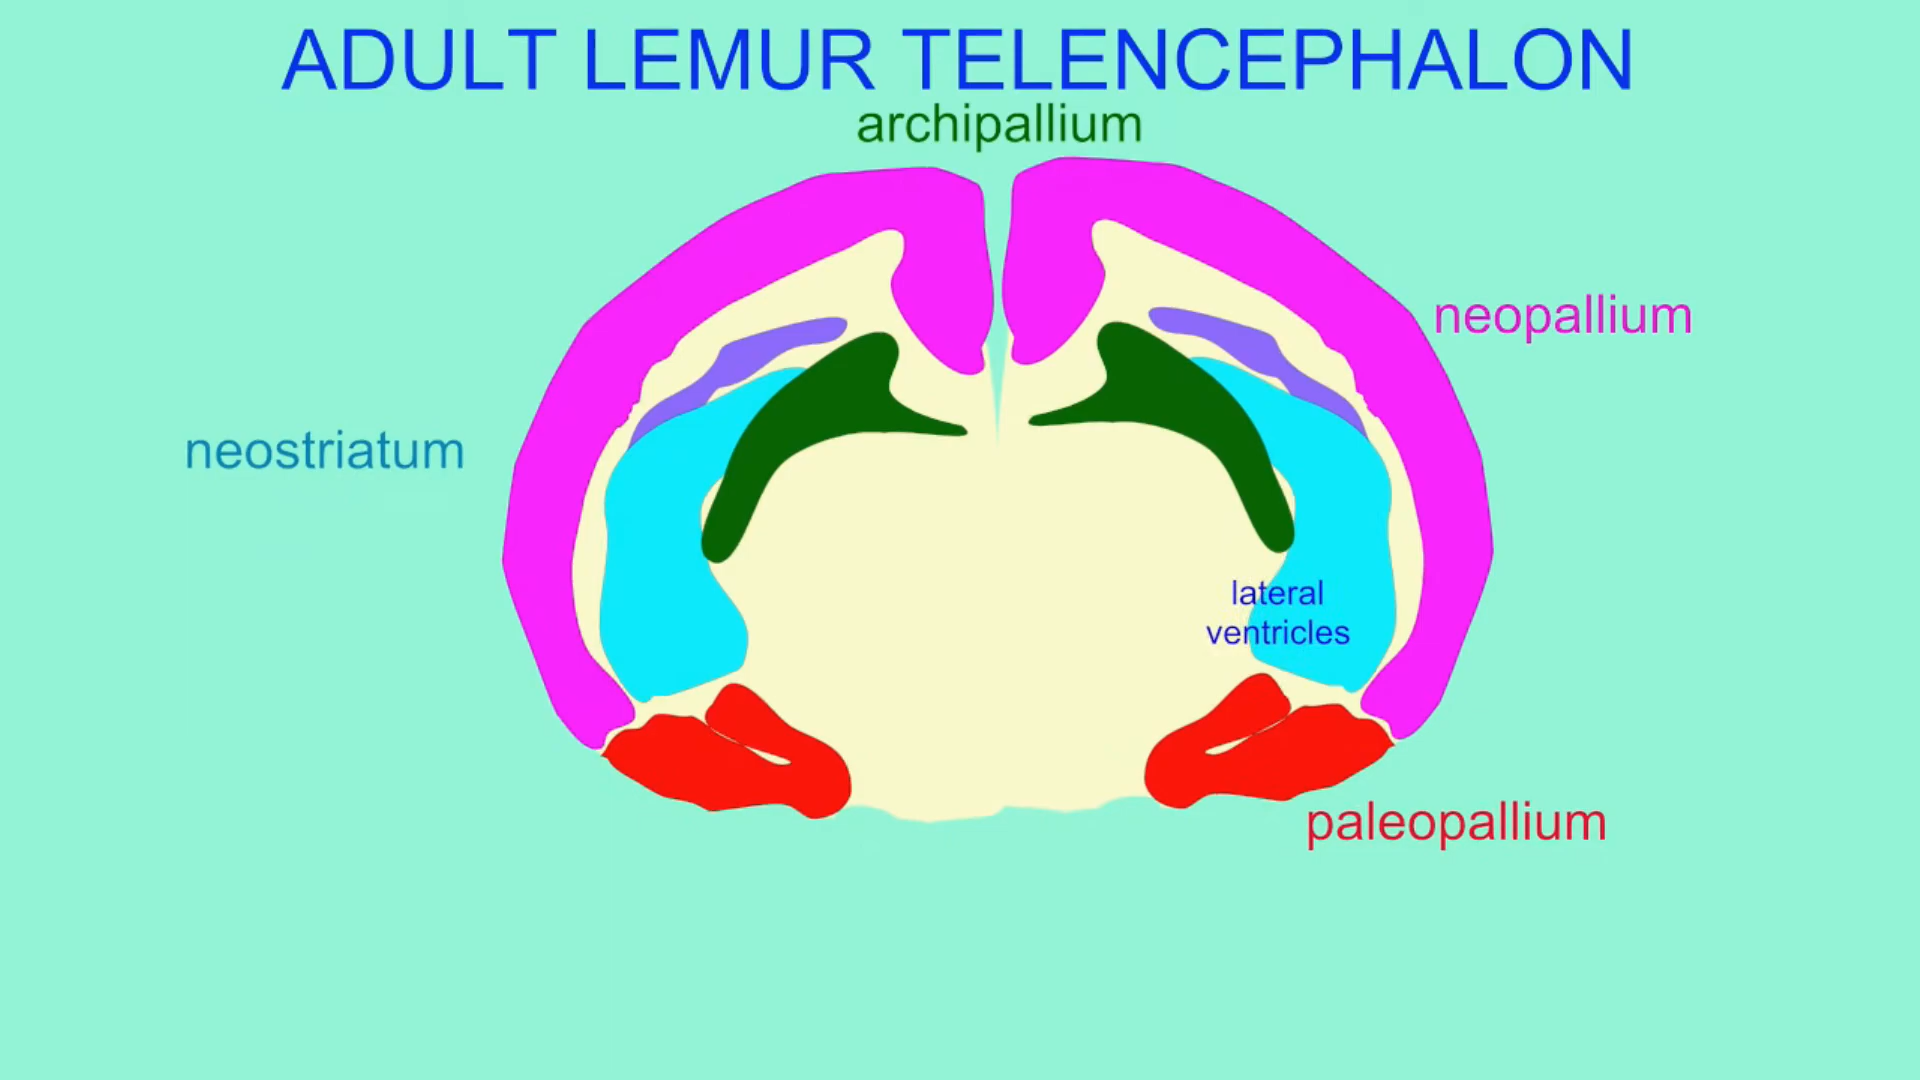 ADULT LEMUR TELENCEPHALON
archipallium
neopallium
neostriatum
lateral
ventricles
paleopallium